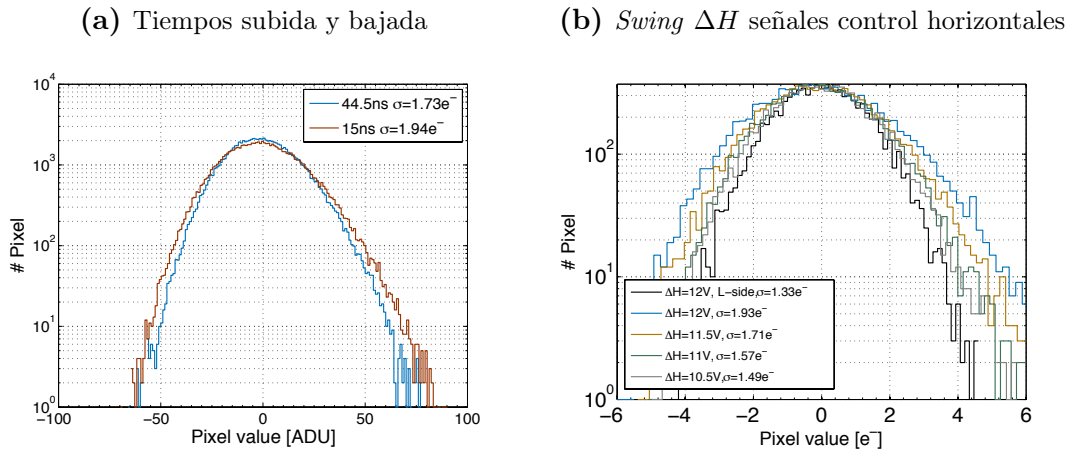 (a) Tiempos subida y bajada
10⁴
10³
10²
10¹
10⁰
# Pixel
-100
-50
0
50
100
Pixel value [ADU]
44.5ns σ=1.73e⁻
15ns σ=1.94e⁻
(b) Swing ΔH señales control horizontales
10²
10¹
10⁰
# Pixel
-6
-4
-2
0
2
4
6
Pixel value [e⁻]
ΔH=12V, L-side,σ=1.33e⁻
ΔH=12V, σ=1.93e⁻
ΔH=11.5V, σ=1.71e⁻
ΔH=11V, σ=1.57e⁻
ΔH=10.5V, σ=1.49e⁻